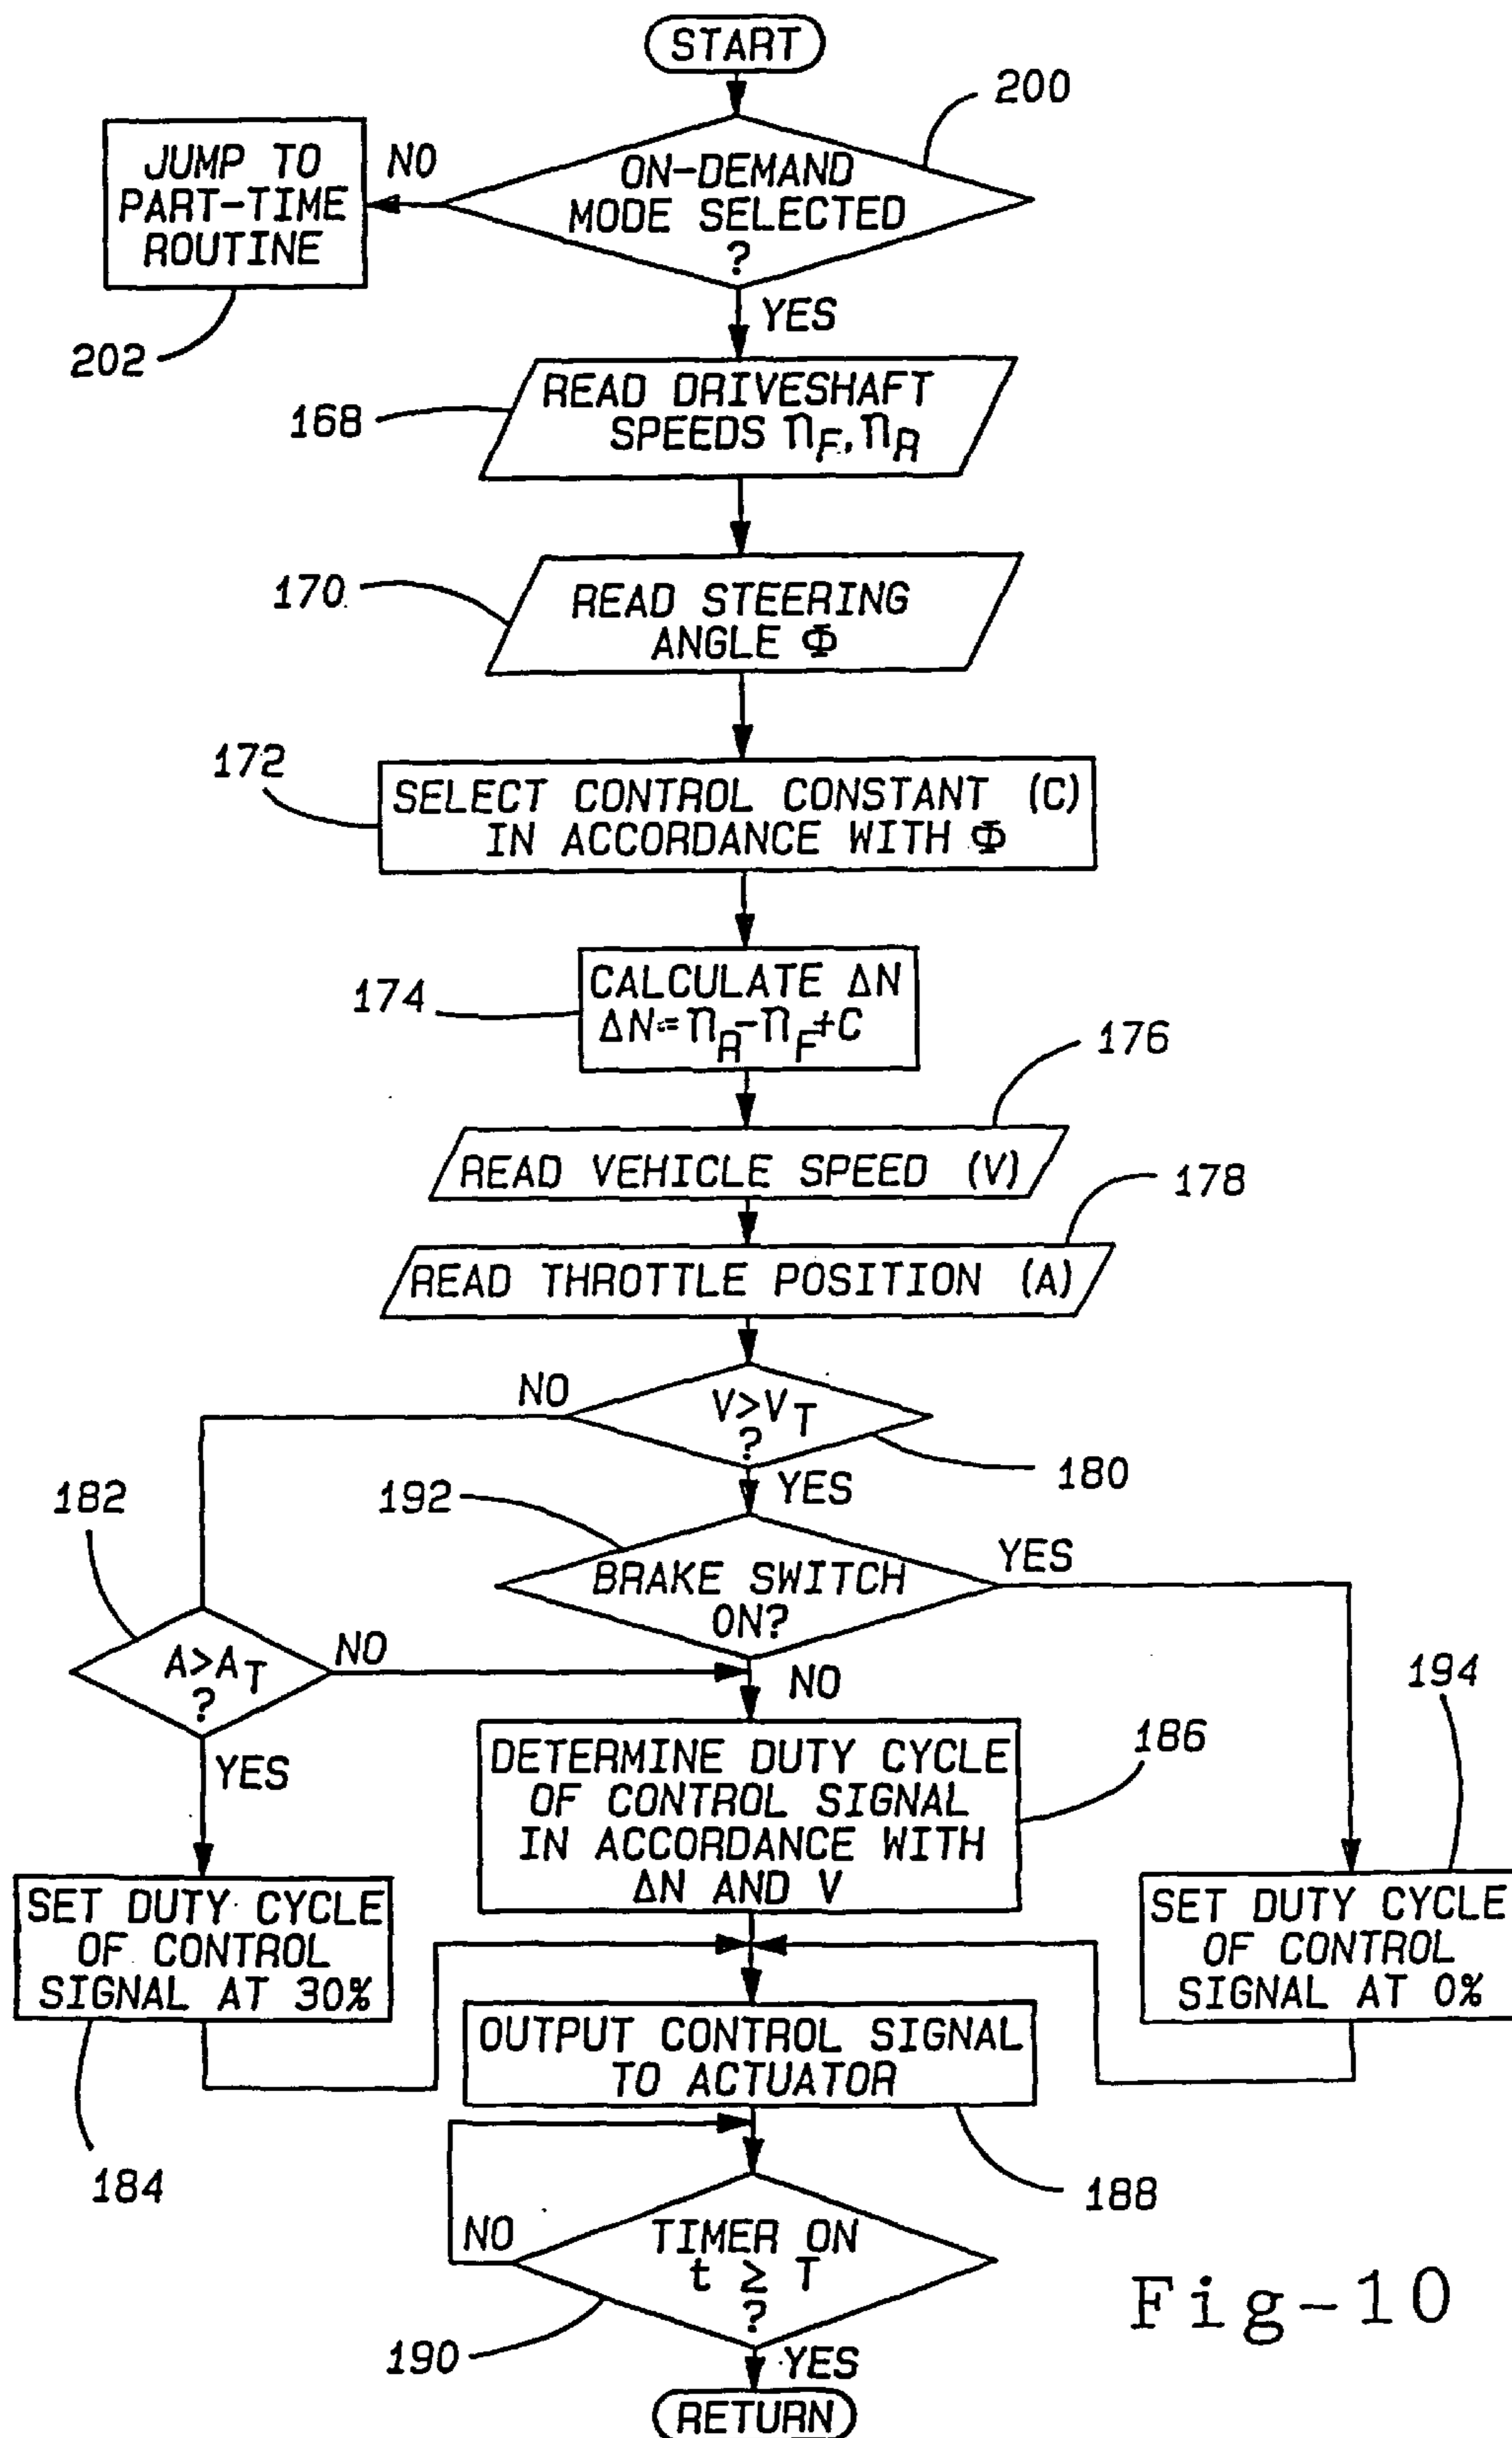 START
200
ON-DEMAND
MODE SELECTED
?
NO
JUMP TO
PART-TIME
ROUTINE
202
YES
168
READ DRIVESHAFT
SPEEDS nF, nR
170
READ STEERING
ANGLE Φ
172
SELECT CONTROL CONSTANT (C)
IN ACCORDANCE WITH Φ
174
CALCULATE ΔN
ΔN=nR-nF+C
176
READ VEHICLE SPEED (V)
178
READ THROTTLE POSITION (A)
NO
V>VT
?
180
YES
182
192
BRAKE SWITCH
ON?
YES
A>AT
?
NO
NO
194
YES
DETERMINE DUTY CYCLE
OF CONTROL SIGNAL
IN ACCORDANCE WITH
ΔN AND V
186
SET DUTY CYCLE
OF CONTROL
SIGNAL AT 30%
184
SET DUTY CYCLE
OF CONTROL
SIGNAL AT 0%
OUTPUT CONTROL SIGNAL
TO ACTUATOR
188
NO
TIMER ON
t ≥ T
?
190
YES
RETURN
Fig-10